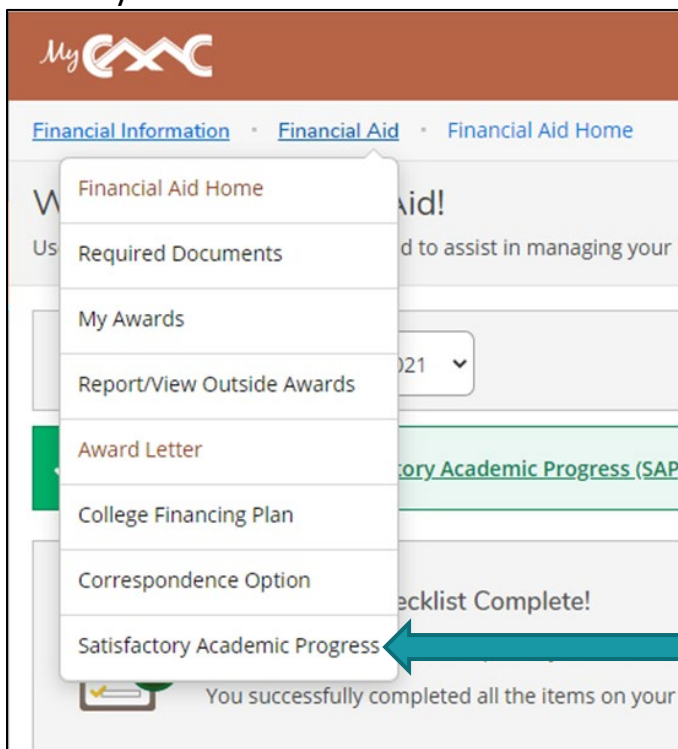 My CMC
Financial Information · Financial Aid · Financial Aid Home
Aid!
Financial Aid Home
d to assist in managing your
Required Documents
My Awards
Report/View Outside Awards
021
Award Letter
tory Academic Progress (SAP
College Financing Plan
Correspondence Option
ecklist Complete!
Satisfactory Academic Progress
You successfully completed all the items on your